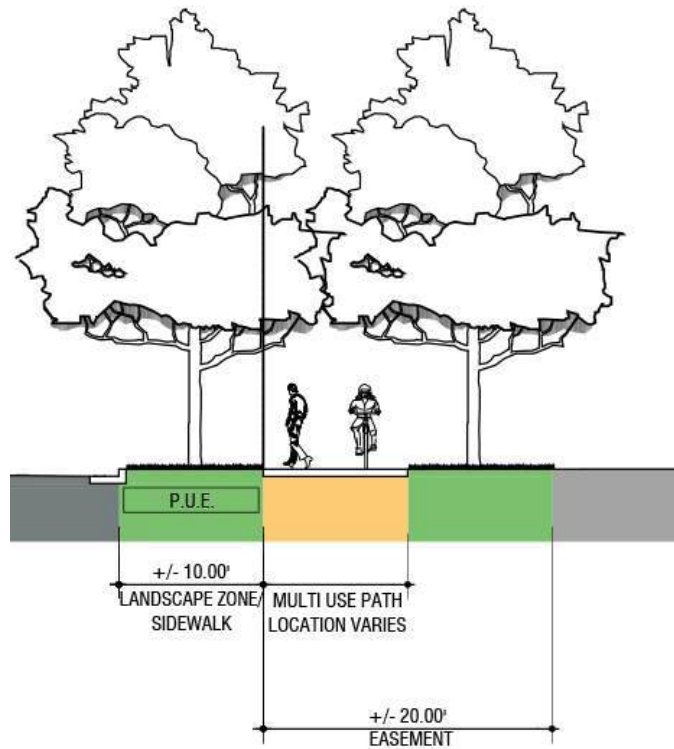 P.U.E.
+/- 10.00'
LANDSCAPE ZONE/
SIDEWALK
MULTI USE PATH
LOCATION VARIES
+/- 20.00'
EASEMENT